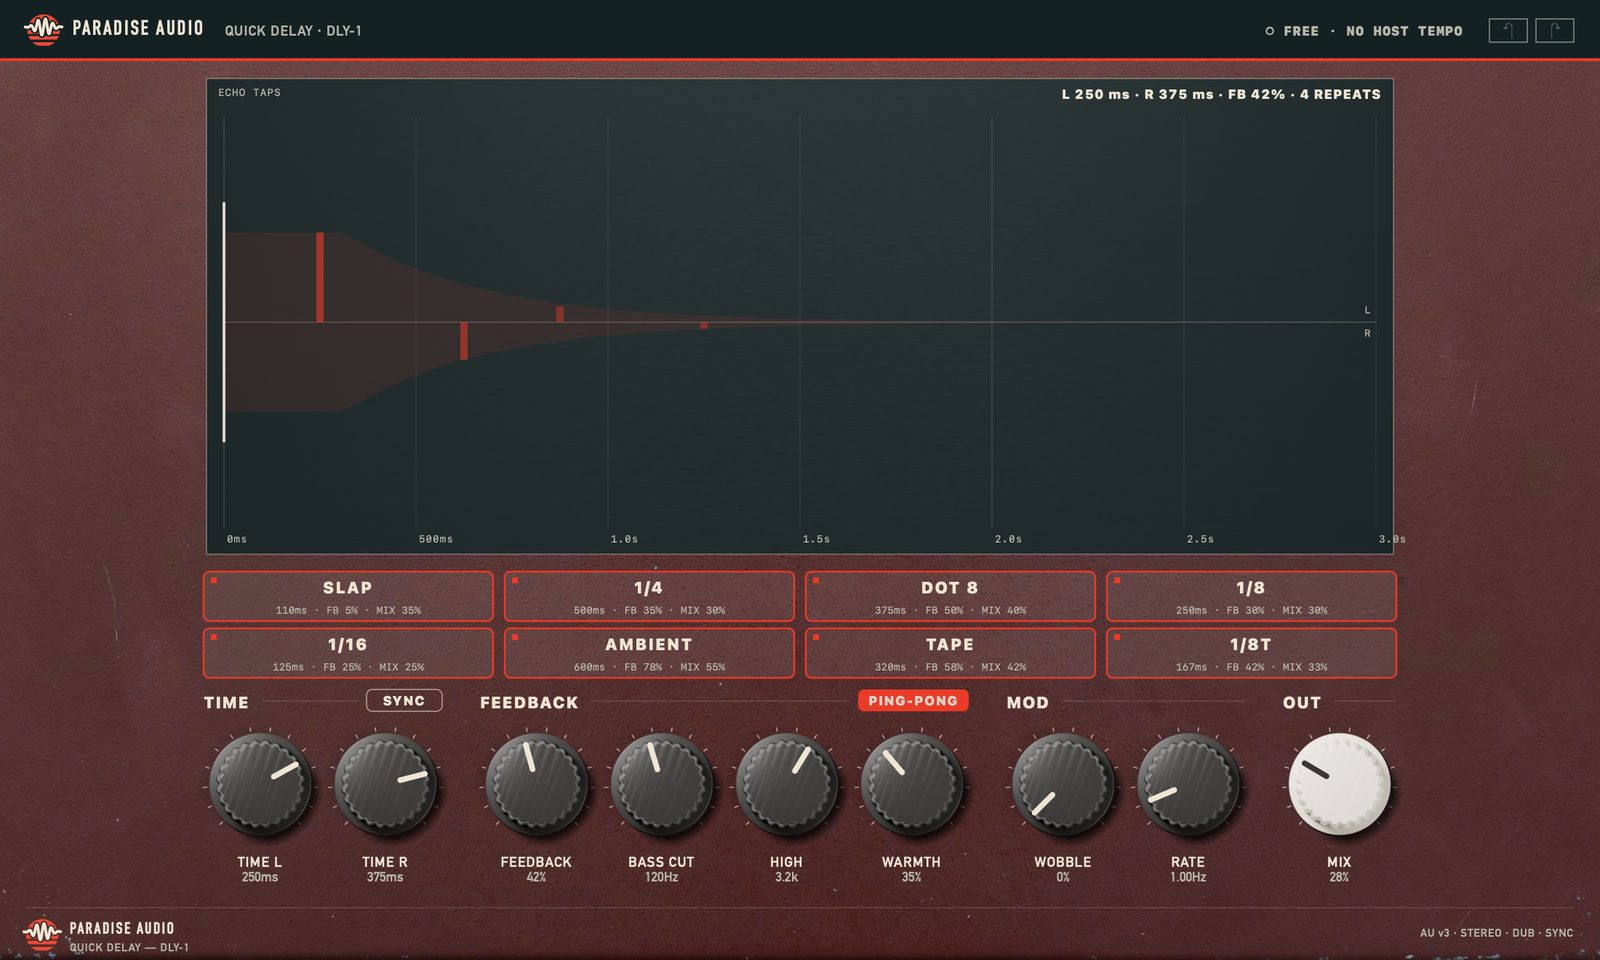 PARADISE AUDIO QUICK DELAY · DLY-1 FREE · NO HOST TEMPO
ECHO TAPS L 250 ms · R 375 ms · FB 42% · 4 REPEATS
L
R
0ms 500ms 1.0s 1.5s 2.0s 2.5s 3.0s
SLAP 1/4 DOT 8 1/8
110ms · FB 5% · MIX 35% 500ms · FB 35% · MIX 30% 375ms · FB 50% · MIX 40% 250ms · FB 30% · MIX 30%
1/16 AMBIENT TAPE 1/8T
125ms · FB 25% · MIX 25% 600ms · FB 78% · MIX 55% 320ms · FB 58% · MIX 42% 167ms · FB 42% · MIX 33%
TIME SYNC FEEDBACK PING-PONG MOD OUT
TIME L TIME R FEEDBACK BASS CUT HIGH WARMTH WOBBLE RATE MIX
250ms 375ms 42% 120Hz 3.2k 35% 0% 1.00Hz 28%
PARADISE AUDIO
QUICK DELAY — DLY-1
AU v3 · STEREO · DUB · SYNC